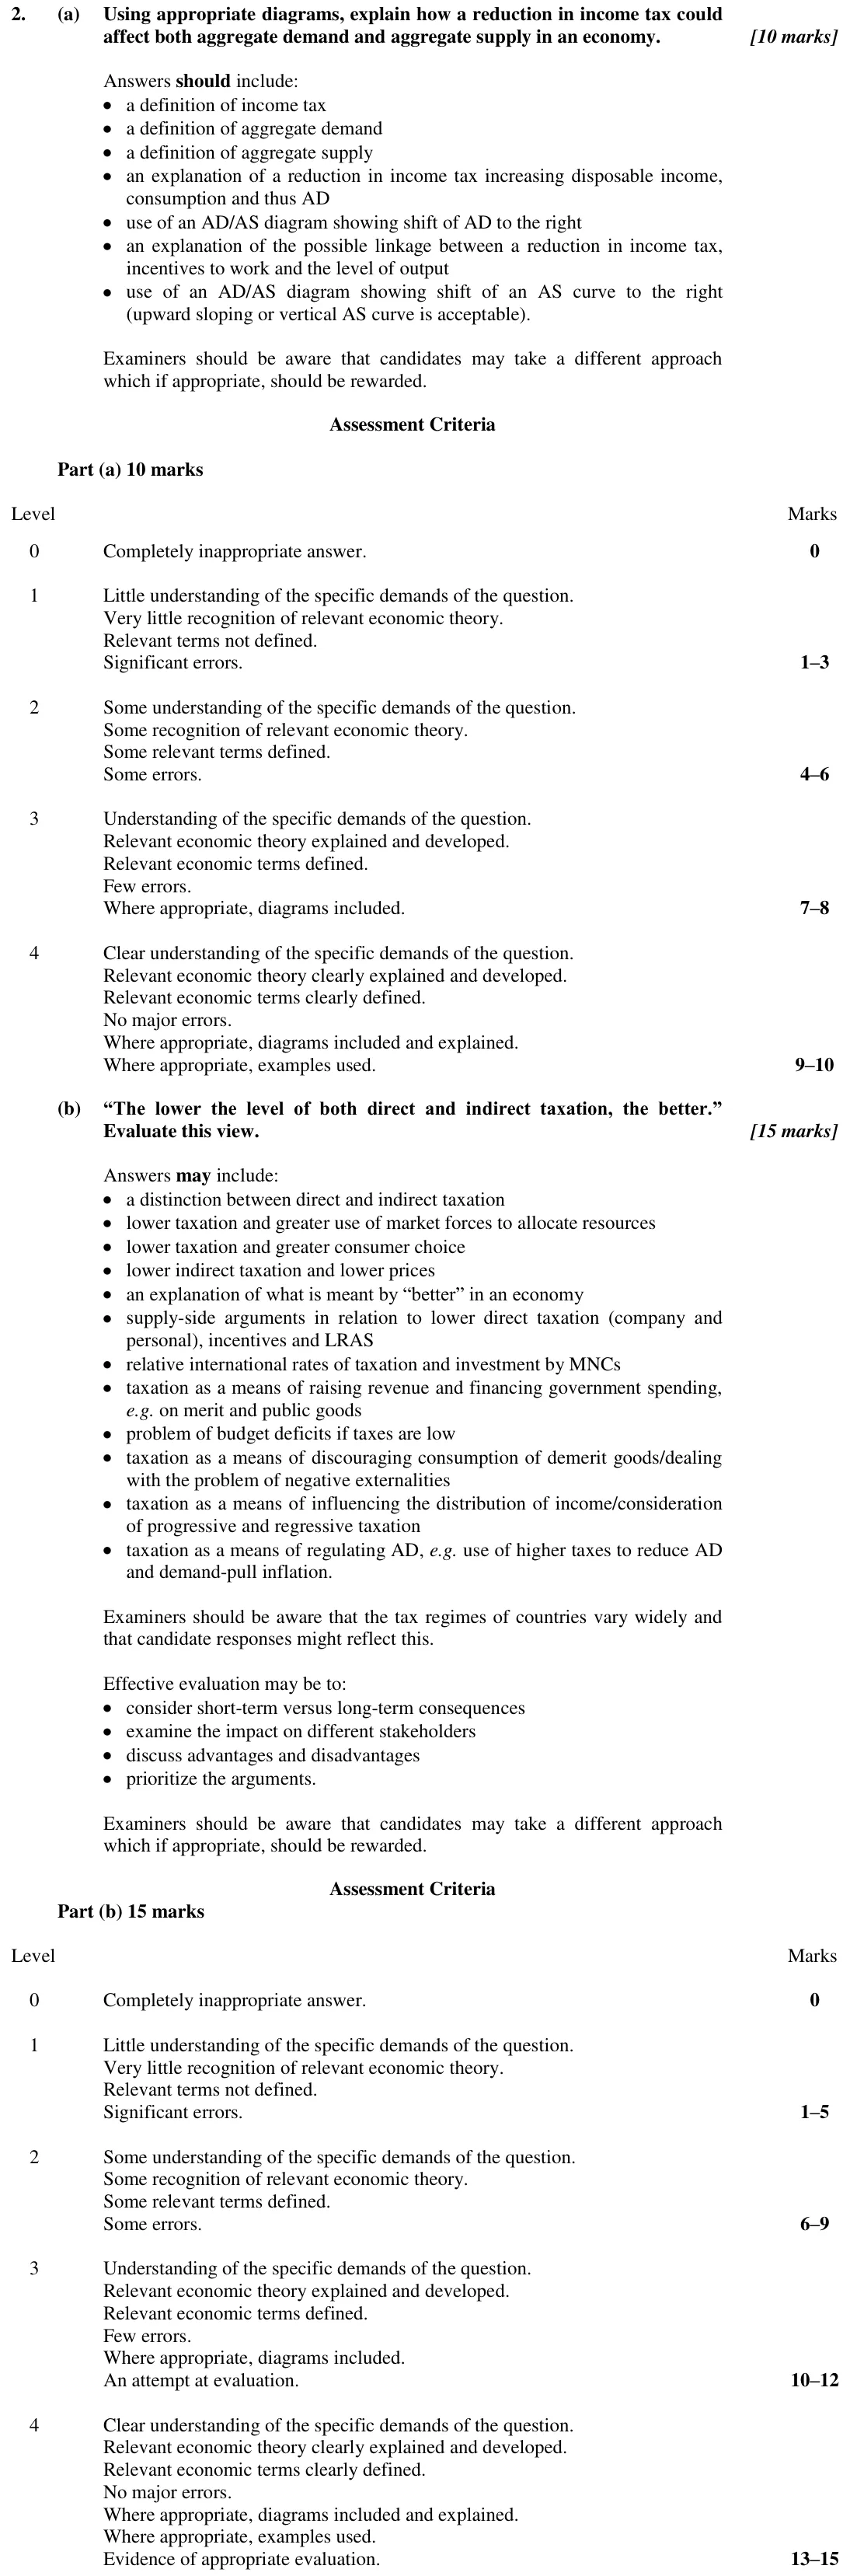 2. (a) Using appropriate diagrams, explain how a reduction in income tax could
affect both aggregate demand and aggregate supply in an economy. [10 marks]
Answers should include:
• a definition of income tax
• a definition of aggregate demand
• a definition of aggregate supply
• an explanation of a reduction in income tax increasing disposable income,
consumption and thus AD
• use of an AD/AS diagram showing shift of AD to the right
• an explanation of the possible linkage between a reduction in income tax,
incentives to work and the level of output
• use of an AD/AS diagram showing shift of an AS curve to the right
(upward sloping or vertical AS curve is acceptable).
Examiners should be aware that candidates may take a different approach
which if appropriate, should be rewarded.
Assessment Criteria
Part (a) 10 marks
Level Marks
0 Completely inappropriate answer. 0
1 Little understanding of the specific demands of the question.
Very little recognition of relevant economic theory.
Relevant terms not defined.
Significant errors. 1–3
2 Some understanding of the specific demands of the question.
Some recognition of relevant economic theory.
Some relevant terms defined.
Some errors. 4–6
3 Understanding of the specific demands of the question.
Relevant economic theory explained and developed.
Relevant economic terms defined.
Few errors.
Where appropriate, diagrams included. 7–8
4 Clear understanding of the specific demands of the question.
Relevant economic theory clearly explained and developed.
Relevant economic terms clearly defined.
No major errors.
Where appropriate, diagrams included and explained.
Where appropriate, examples used. 9–10
(b) “The lower the level of both direct and indirect taxation, the better.”
Evaluate this view. [15 marks]
Answers may include:
• a distinction between direct and indirect taxation
• lower taxation and greater use of market forces to allocate resources
• lower taxation and greater consumer choice
• lower indirect taxation and lower prices
• an explanation of what is meant by “better” in an economy
• supply-side arguments in relation to lower direct taxation (company and
personal), incentives and LRAS
• relative international rates of taxation and investment by MNCs
• taxation as a means of raising revenue and financing government spending,
e.g. on merit and public goods
• problem of budget deficits if taxes are low
• taxation as a means of discouraging consumption of demerit goods/dealing
with the problem of negative externalities
• taxation as a means of influencing the distribution of income/consideration
of progressive and regressive taxation
• taxation as a means of regulating AD, e.g. use of higher taxes to reduce AD
and demand-pull inflation.
Examiners should be aware that the tax regimes of countries vary widely and
that candidate responses might reflect this.
Effective evaluation may be to:
• consider short-term versus long-term consequences
• examine the impact on different stakeholders
• discuss advantages and disadvantages
• prioritize the arguments.
Examiners should be aware that candidates may take a different approach
which if appropriate, should be rewarded.
Assessment Criteria
Part (b) 15 marks
Level Marks
0 Completely inappropriate answer. 0
1 Little understanding of the specific demands of the question.
Very little recognition of relevant economic theory.
Relevant terms not defined.
Significant errors. 1–5
2 Some understanding of the specific demands of the question.
Some recognition of relevant economic theory.
Some relevant terms defined.
Some errors. 6–9
3 Understanding of the specific demands of the question.
Relevant economic theory explained and developed.
Relevant economic terms defined.
Few errors.
Where appropriate, diagrams included.
An attempt at evaluation. 10–12
4 Clear understanding of the specific demands of the question.
Relevant economic theory clearly explained and developed.
Relevant economic terms clearly defined.
No major errors.
Where appropriate, diagrams included and explained.
Where appropriate, examples used.
Evidence of appropriate evaluation. 13–15